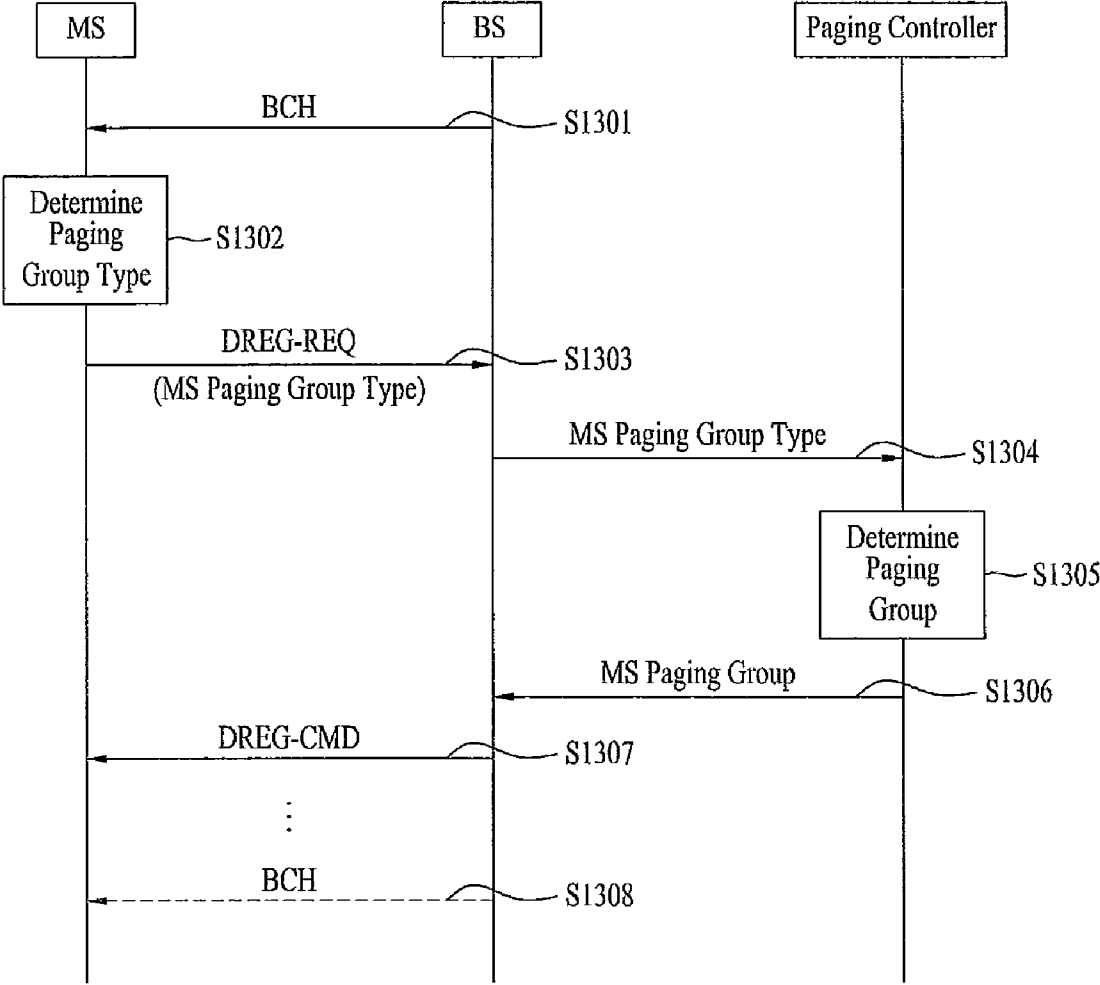 MS
BS
Paging Controller
BCH
S1301
Determine
Paging
Group Type
S1302
DREG-REQ
S1303
(MS Paging Group Type)
MS Paging Group Type
S1304
Determine
Paging
Group
S1305
MS Paging Group
S1306
DREG-CMD
S1307
BCH
S1308